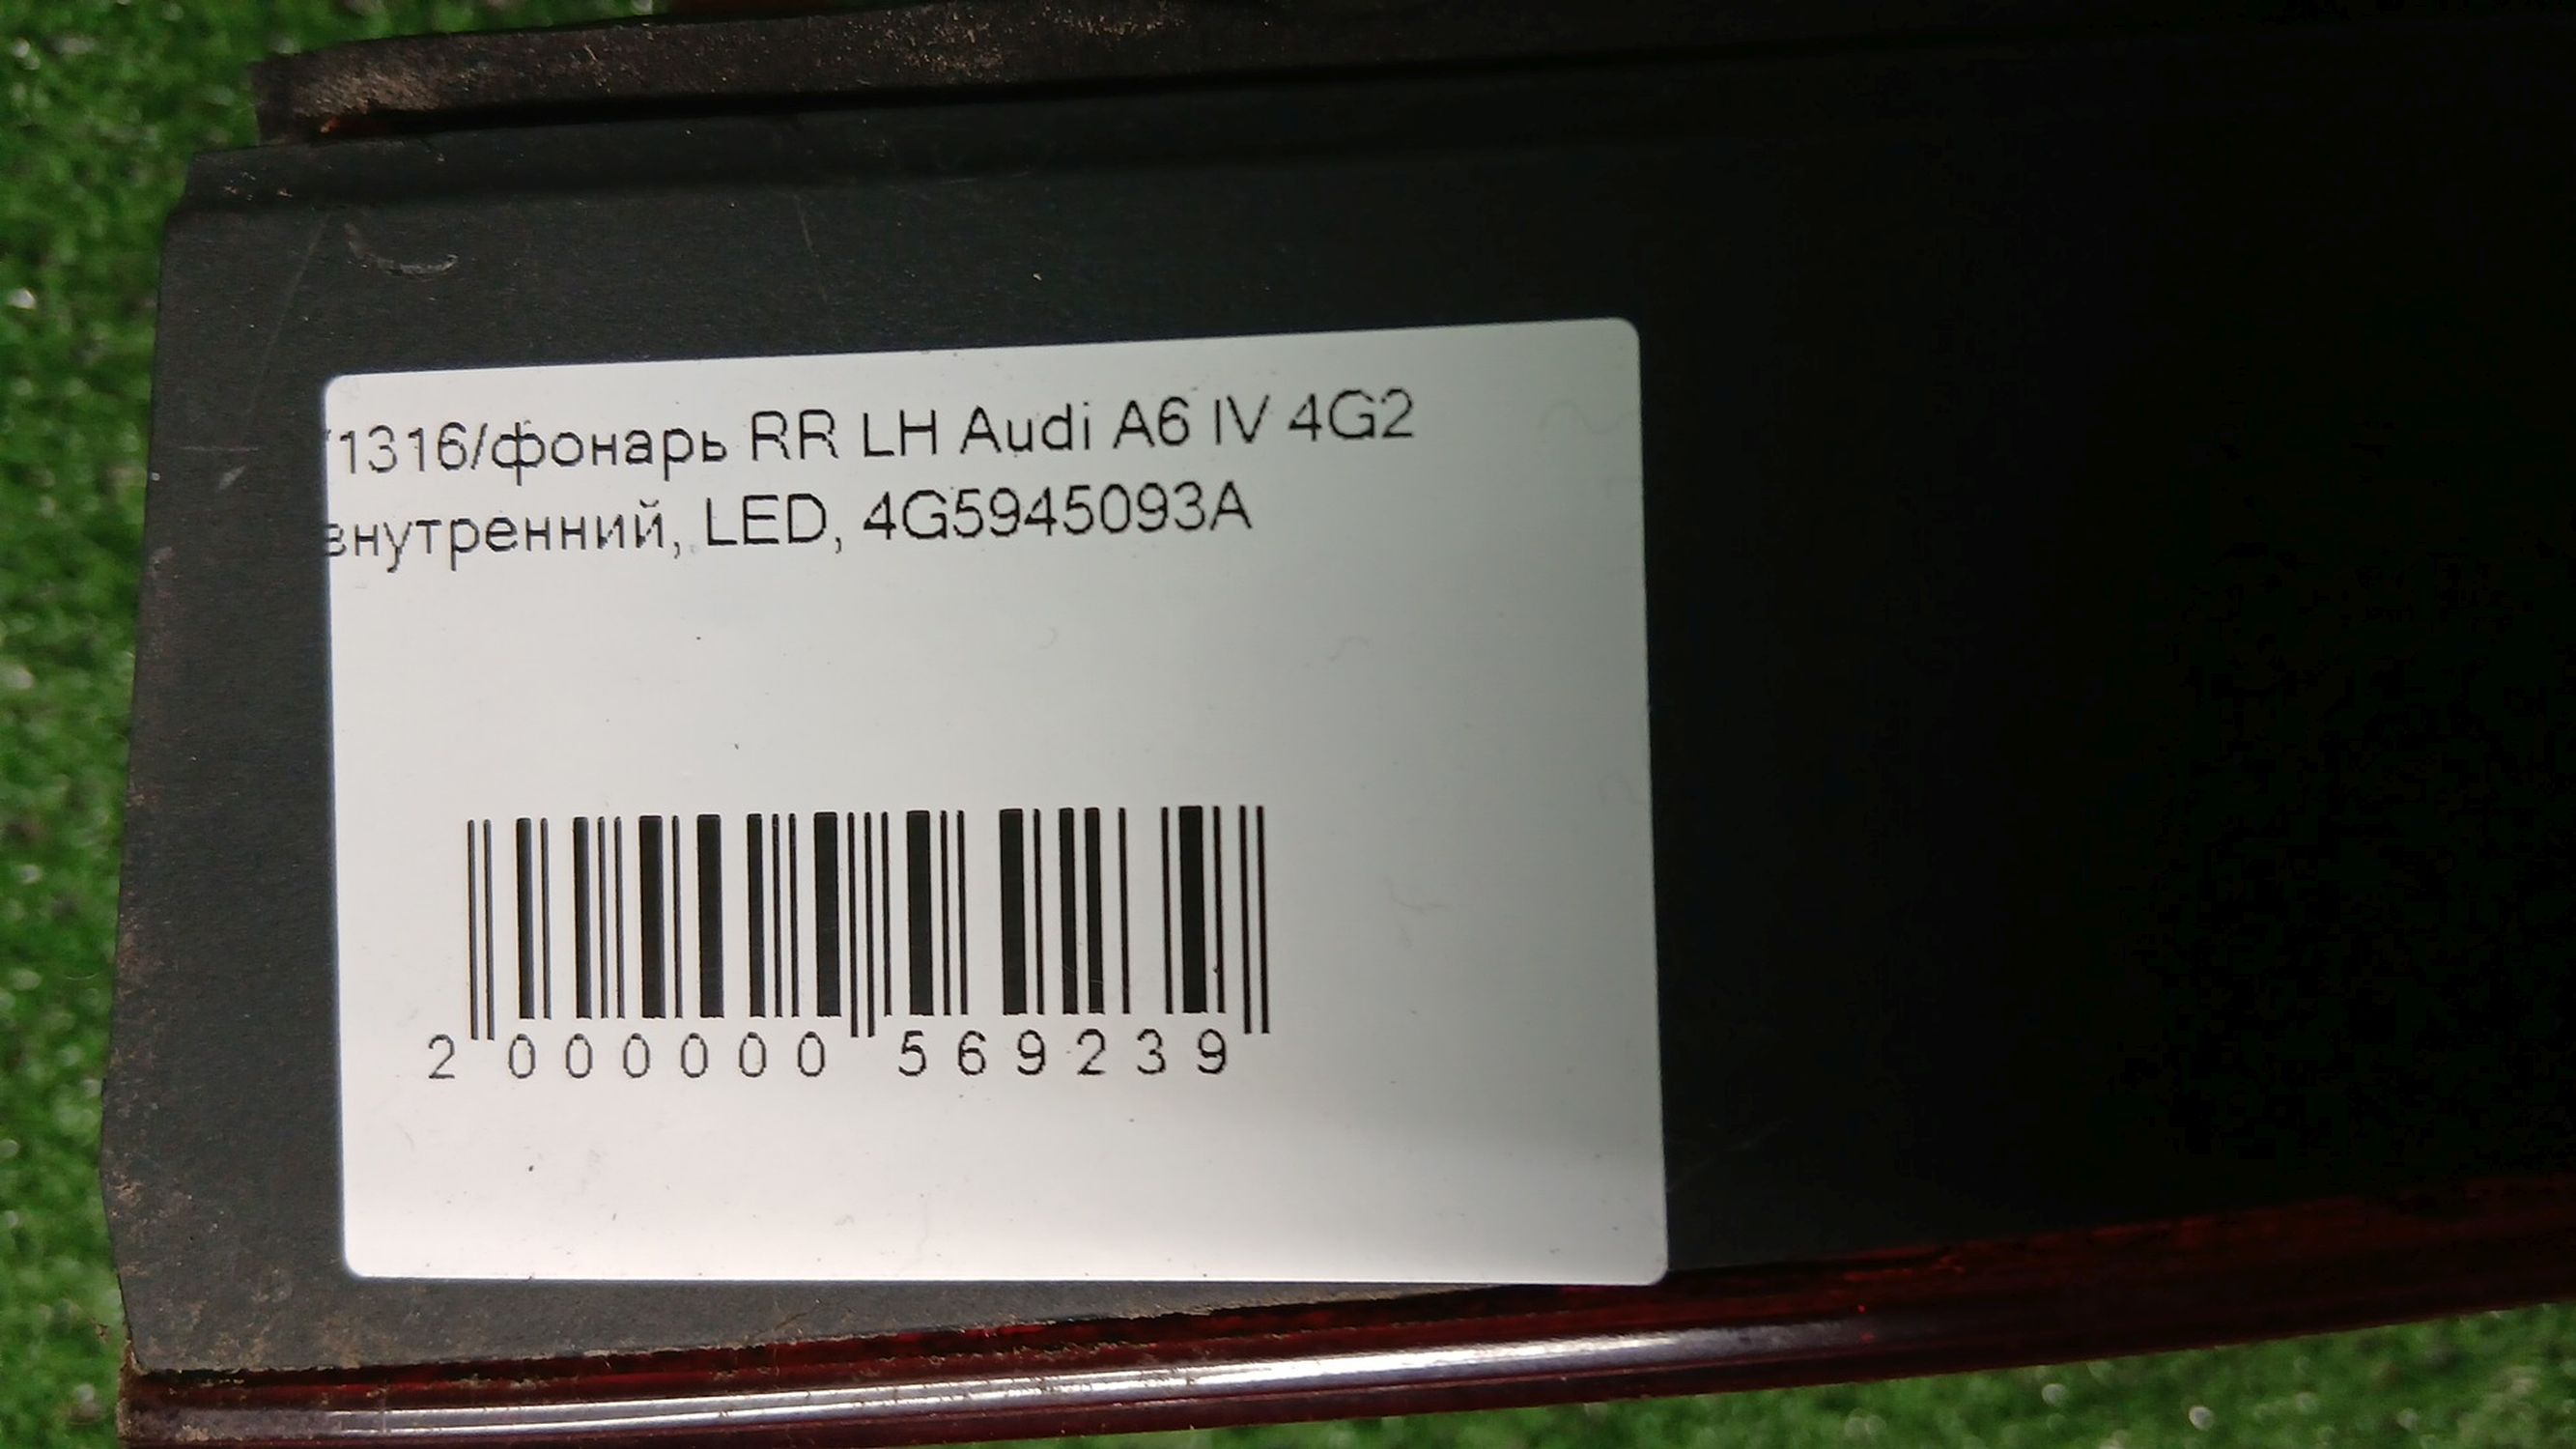 1316/фонарь RR LH Audi A6 IV 4G2
внутренний, LED, 4G5945093A
2 000000 569239